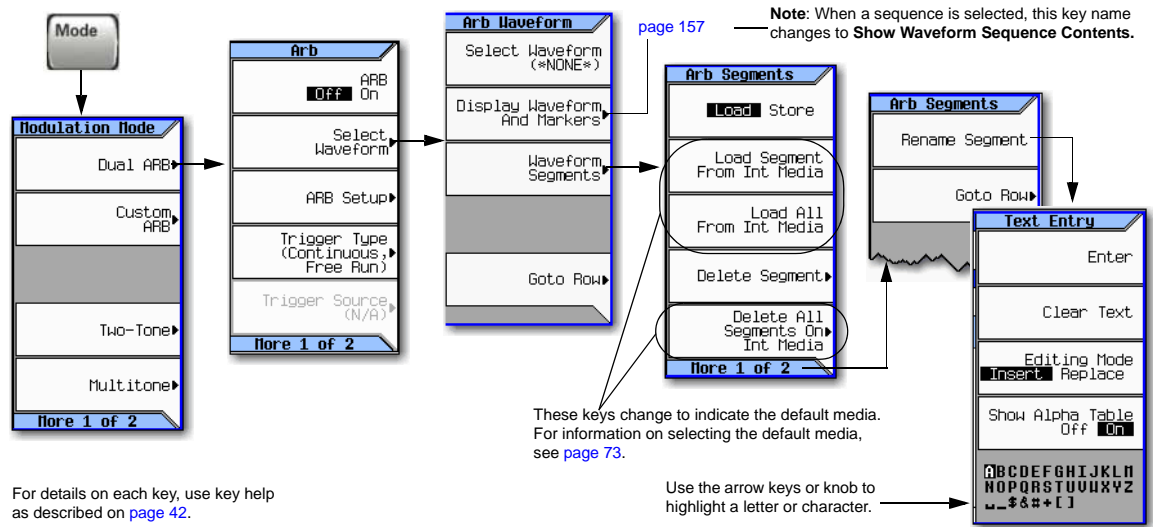 Mode
Modulation Mode
Dual ARB
Custom
ARB
Two-Tone
Multitone
More 1 of 2
For details on each key, use key help
as described on page 42.
Arb
ARB
Off On
Select
Waveform
ARB Setup
Trigger Type
(Continuous,
Free Run)
Trigger Source
(N/A)
More 1 of 2
Arb Waveform
Select Waveform
(*NONE*)
Display Waveform
And Markers
Waveform
Segments
Goto Row
page 157
Note: When a sequence is selected, this key name
changes to Show Waveform Sequence Contents.
Arb Segments
Load Store
Load Segment
From Int Media
Load All
From Int Media
Delete Segment
Delete All
Segments On
Int Media
More 1 of 2
These keys change to indicate the default media.
For information on selecting the default media,
see page 73.
Arb Segments
Rename Segment
Goto Row
Text Entry
Enter
Clear Text
Editing Mode
Insert Replace
Show Alpha Table
Off On
ABCDEFGHIJKLM
NOPQRSTUVWXYZ
␣_$&#+[]
Use the arrow keys or knob to
highlight a letter or character.